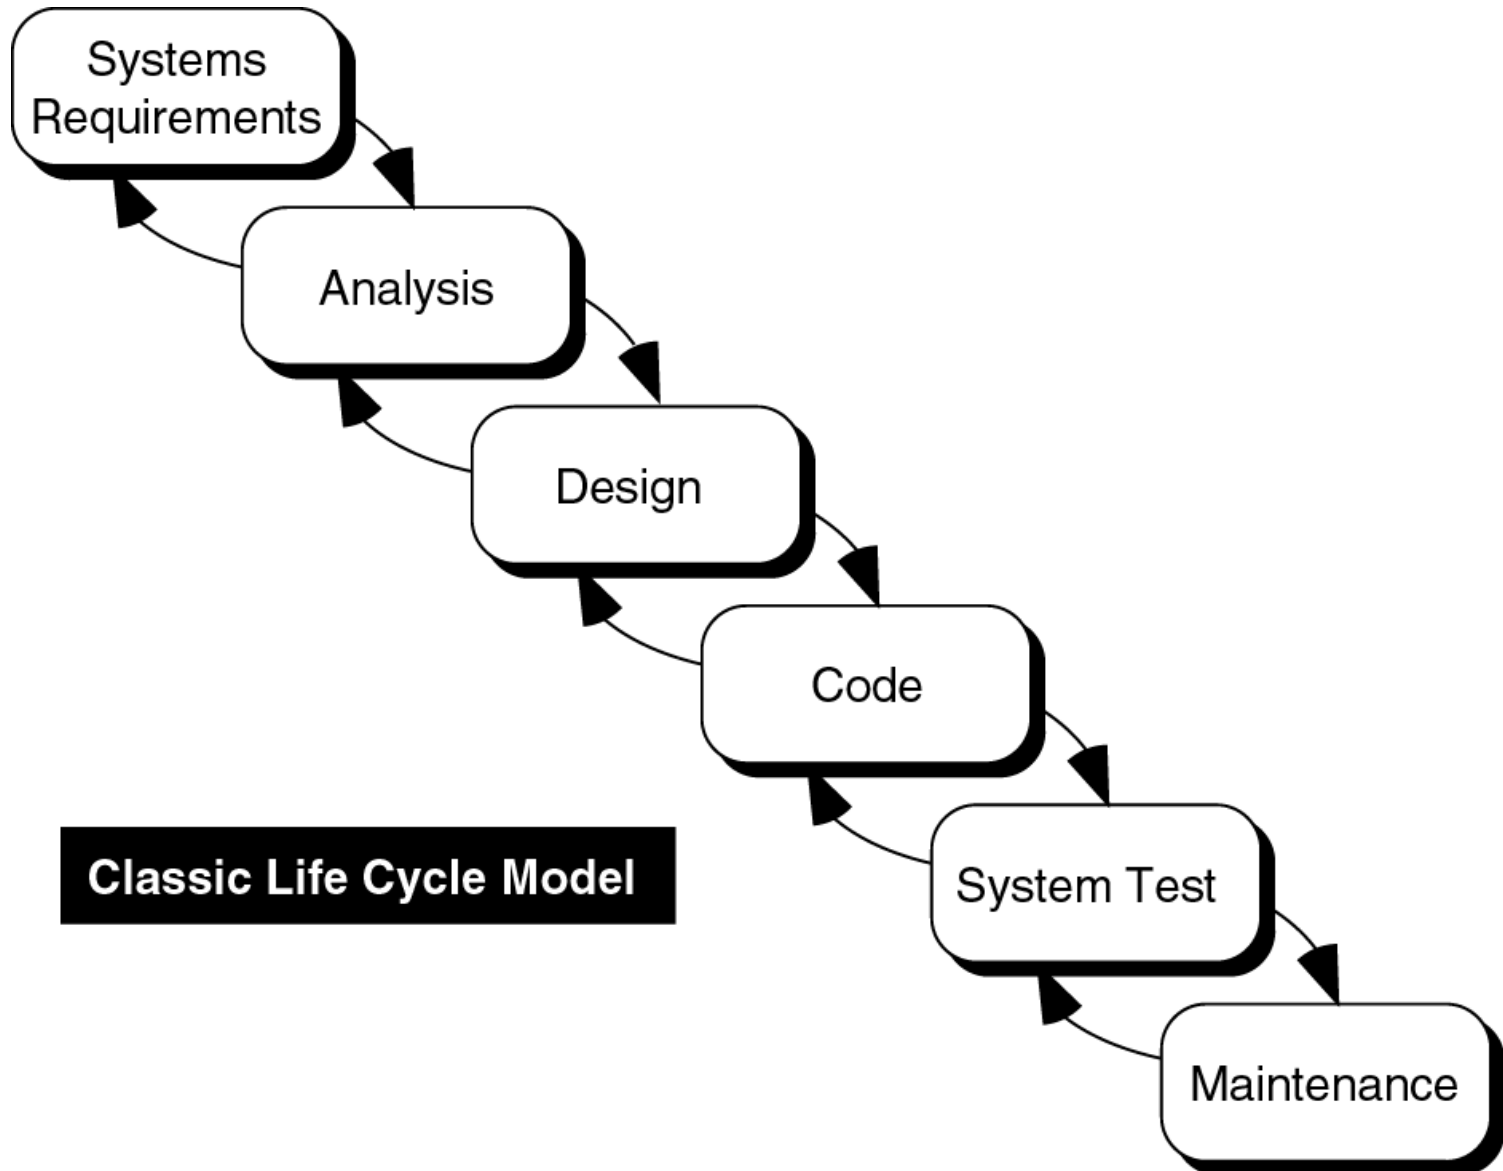 Systems
Requirements
Analysis
Design
Code
System Test
Maintenance
Classic Life Cycle Model